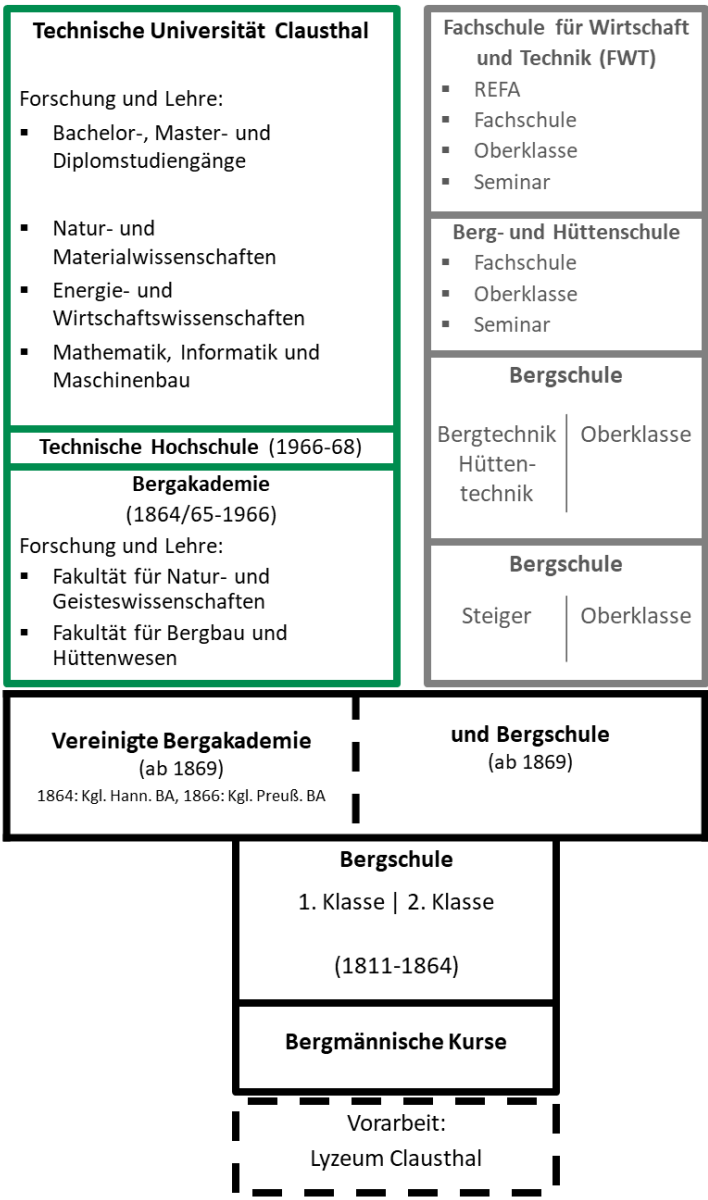 Technische Universität Clausthal
Forschung und Lehre:
▪ Bachelor-, Master- und
Diplomstudiengänge
▪ Natur- und
Materialwissenschaften
▪ Energie- und
Wirtschaftswissenschaften
▪ Mathematik, Informatik und
Maschinenbau
Technische Hochschule (1966-68)
Bergakademie
(1864/65-1966)
Forschung und Lehre:
▪ Fakultät für Natur- und
Geisteswissenschaften
▪ Fakultät für Bergbau und
Hüttenwesen
Fachschule für Wirtschaft
und Technik (FWT)
▪ REFA
▪ Fachschule
▪ Oberklasse
▪ Seminar
Berg- und Hüttenschule
▪ Fachschule
▪ Oberklasse
▪ Seminar
Bergschule
Bergtechnik
Hütten-
technik
Oberklasse
Bergschule
Steiger
Oberklasse
Vereinigte Bergakademie
(ab 1869)
1864: Kgl. Hann. BA, 1866: Kgl. Preuß. BA
und Bergschule
(ab 1869)
Bergschule
1. Klasse | 2. Klasse
(1811-1864)
Bergmännische Kurse
Vorarbeit:
Lyzeum Clausthal